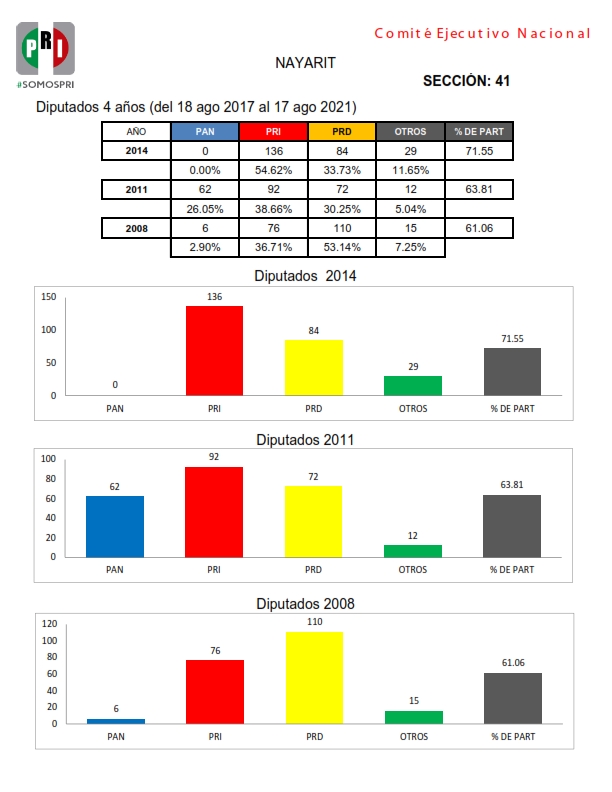 PRI
#SOMOSPRI
Comité Ejecutivo Nacional
NAYARIT
SECCIÓN: 41
Diputados 4 años (del 18 ago 2017 al 17 ago 2021)
AÑO PAN PRI PRD OTROS % DE PART
2014 0 136 84 29 71.55
0.00% 54.62% 33.73% 11.65%
2011 62 92 72 12 63.81
26.05% 38.66% 30.25% 5.04%
2008 6 76 110 15 61.06
2.90% 36.71% 53.14% 7.25%
Diputados 2014
150
100
50
0
0 136 84 29 71.55
PAN PRI PRD OTROS % DE PART
Diputados 2011
100
80
60
40
20
0
62 92 72 12 63.81
PAN PRI PRD OTROS % DE PART
Diputados 2008
120
100
80
60
40
20
0
6 76 110 15 61.06
PAN PRI PRD OTROS % DE PART